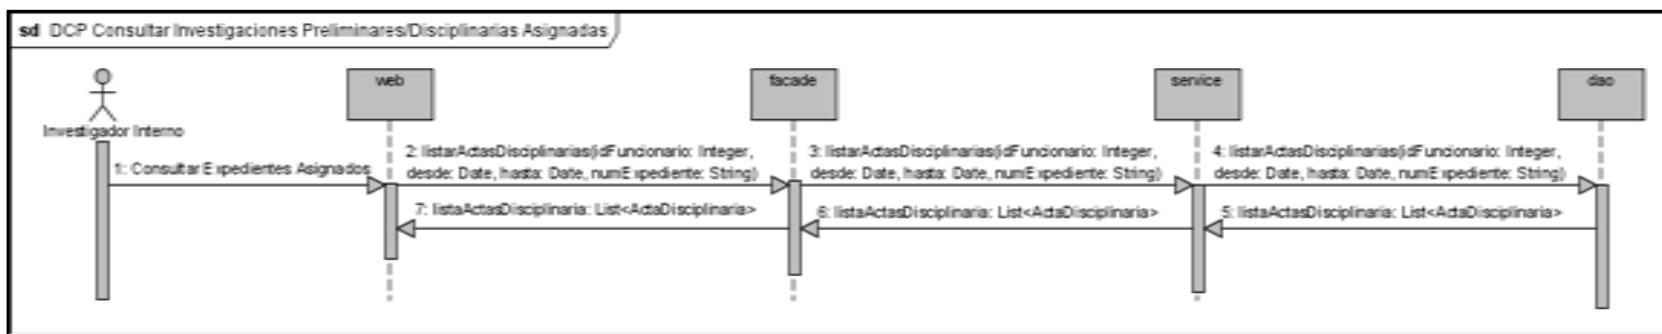 sd DCP Consultar Investigaciones Preliminares/Disciplinarias Asignadas
web
facade
service
dao
Investigador Interno
1: Consultar Expedientes Asignados
2: listarActasDisciplinarias(idFuncionario: Integer,
desde: Date, hasta: Date, numExpediente: String)
3: listarActasDisciplinarias(idFuncionario: Integer,
desde: Date, hasta: Date, numExpediente: String)
4: listarActasDisciplinarias(idFuncionario: Integer,
desde: Date, hasta: Date, numExpediente: String)
7: listaActasDisciplinaria: List<ActaDisciplinaria>
6: listaActasDisciplinaria: List<ActaDisciplinaria>
5: listaActasDisciplinaria: List<ActaDisciplinaria>